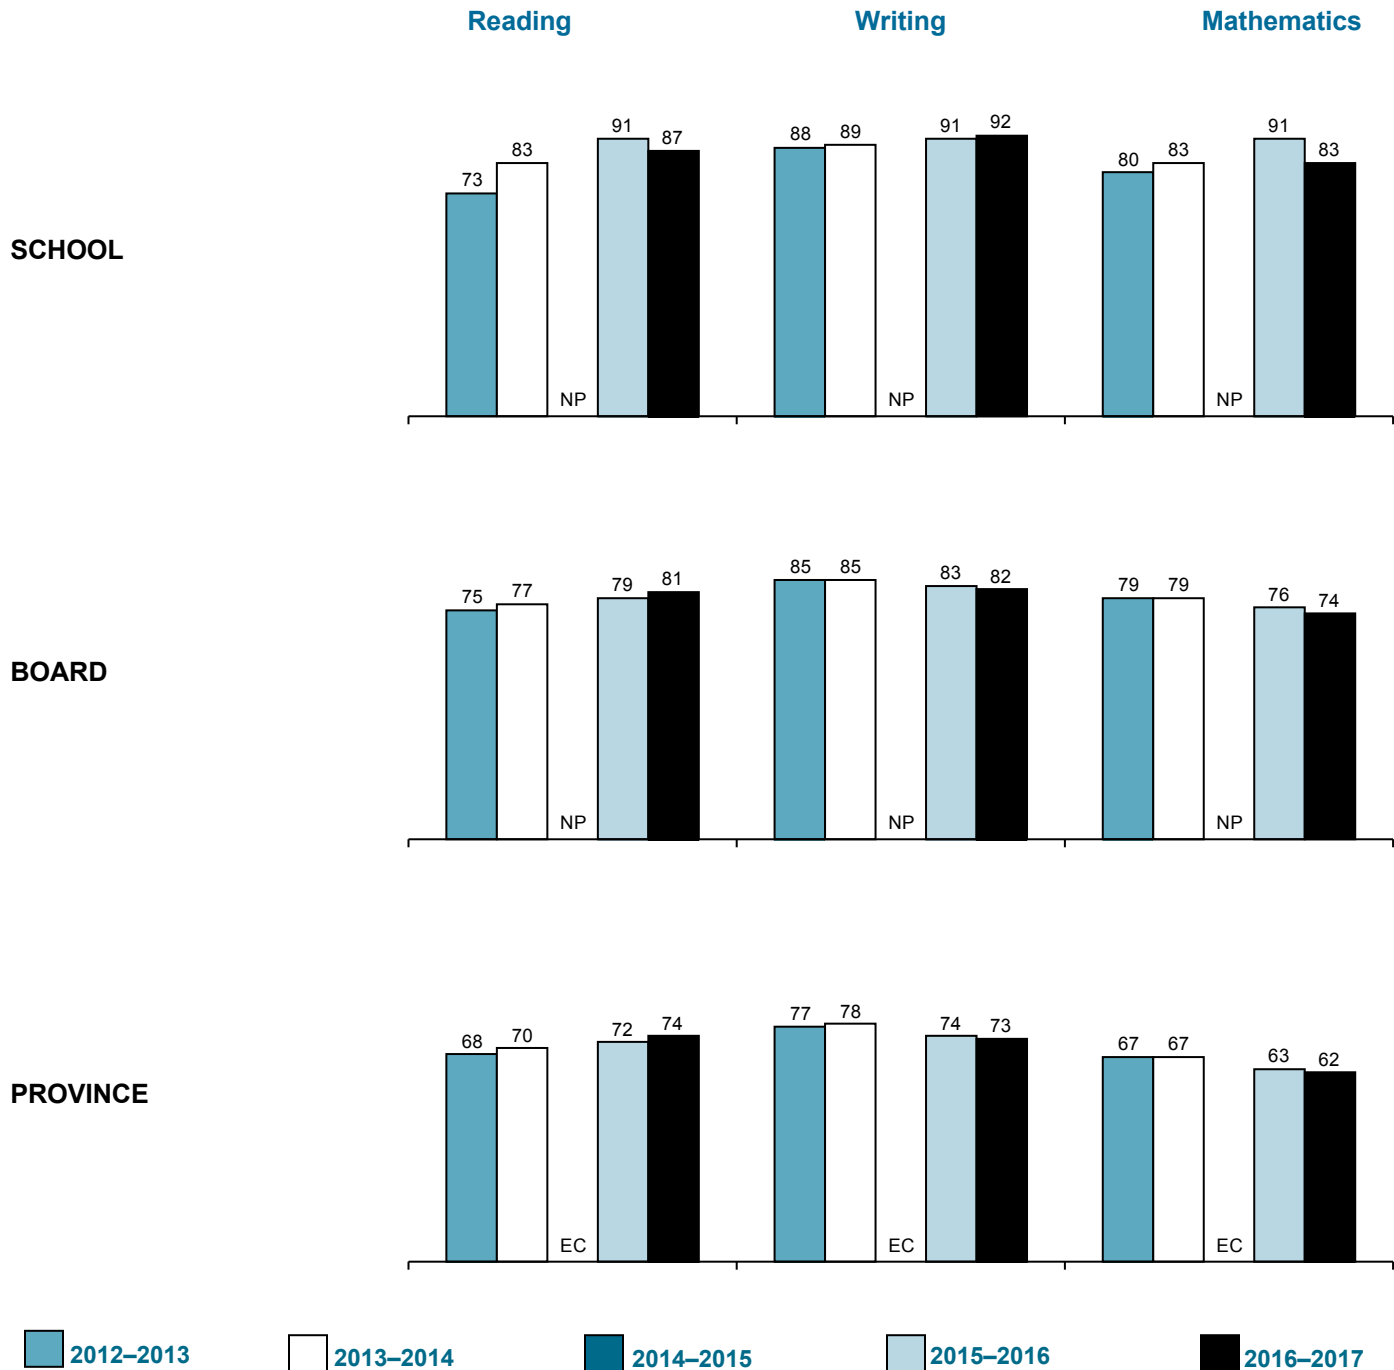 Reading Writing Mathematics
SCHOOL
73 83 NP 91 87 88 89 NP 91 92 80 83 NP 91 83
BOARD
75 77 NP 79 81 85 85 NP 83 82 79 79 NP 76 74
PROVINCE
68 70 EC 72 74 77 78 EC 74 73 67 67 EC 63 62
2012–2013 2013–2014 2014–2015 2015–2016 2016–2017